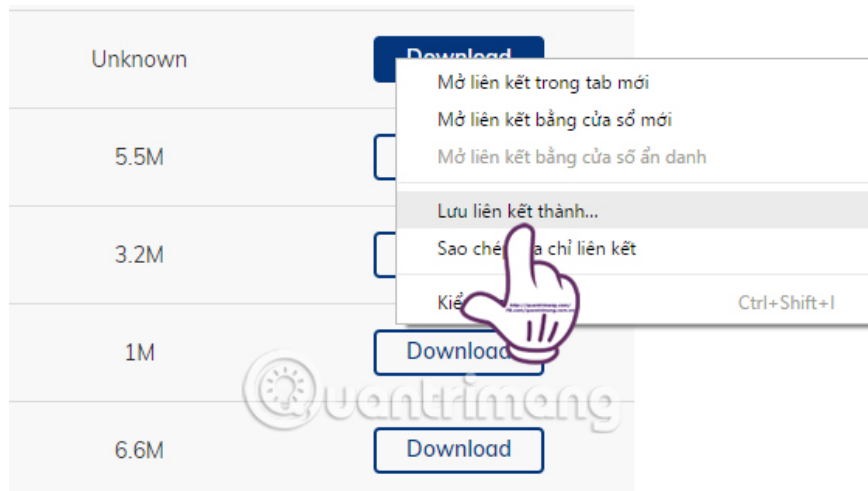 Unknown
Download
Mở liên kết trong tab mới
Mở liên kết bằng cửa sổ mới
Mở liên kết bằng cửa sổ ẩn danh
5.5M
Lưu liên kết thành...
3.2M
Sao chép chỉ liên kết
Ctrl+Shift+I
1M
Download
Quantrimang
6.6M
Download